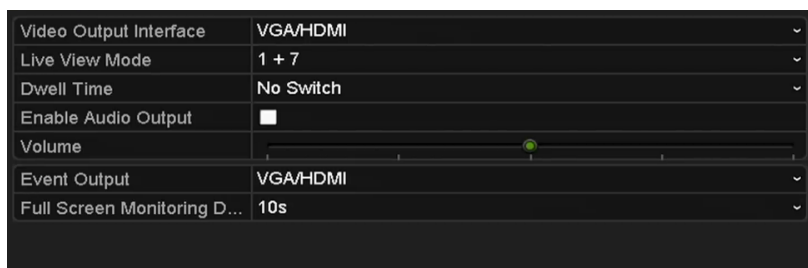 Video Output Interface VGA/HDMI
Live View Mode 1 + 7
Dwell Time No Switch
Enable Audio Output
Volume
Event Output VGA/HDMI
Full Screen Monitoring D... 10s